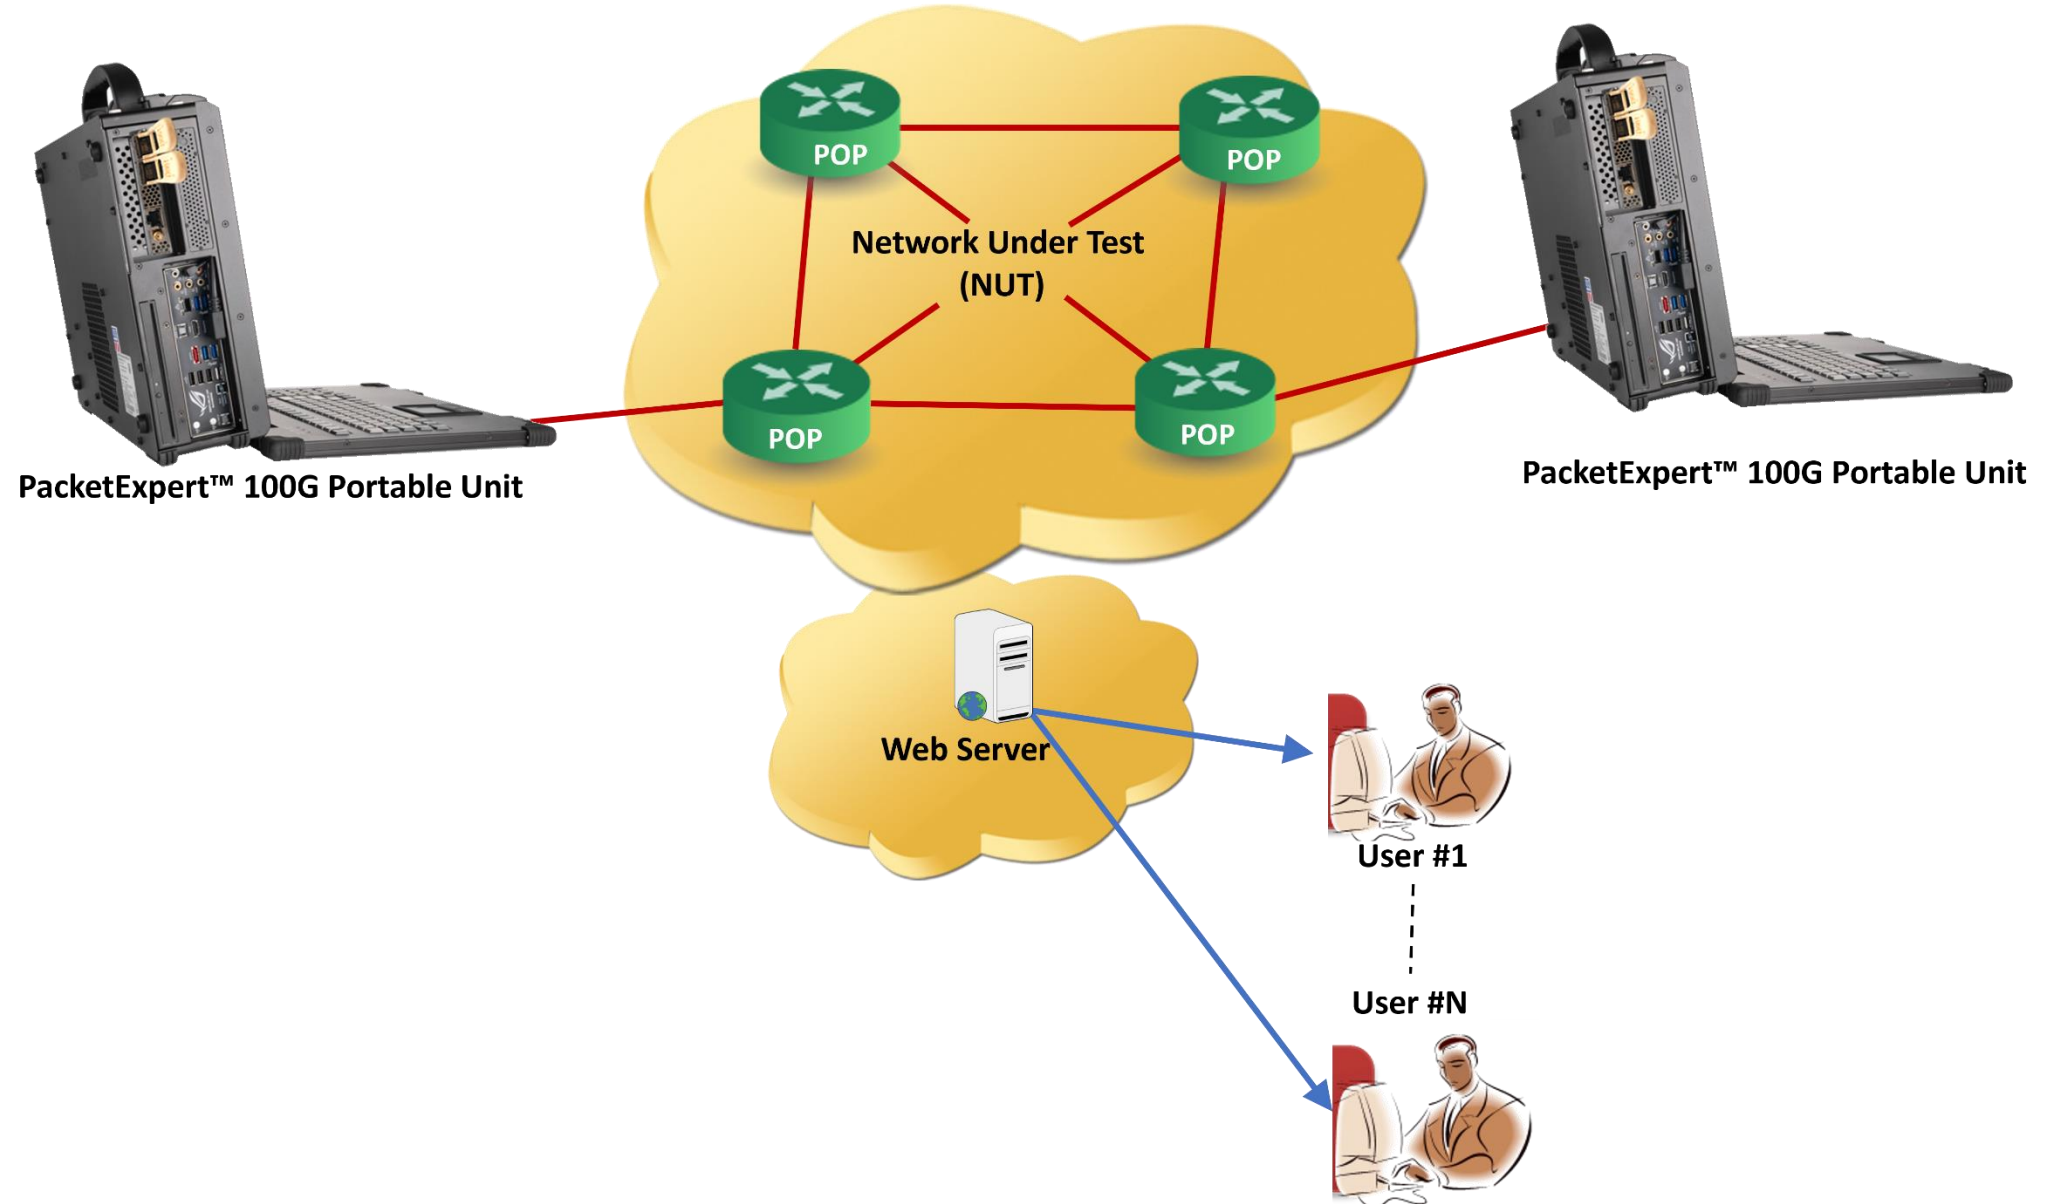 POP
POP
Network Under Test
(NUT)
POP
POP
PacketExpert™ 100G Portable Unit
PacketExpert™ 100G Portable Unit
Web Server
User #1
User #N